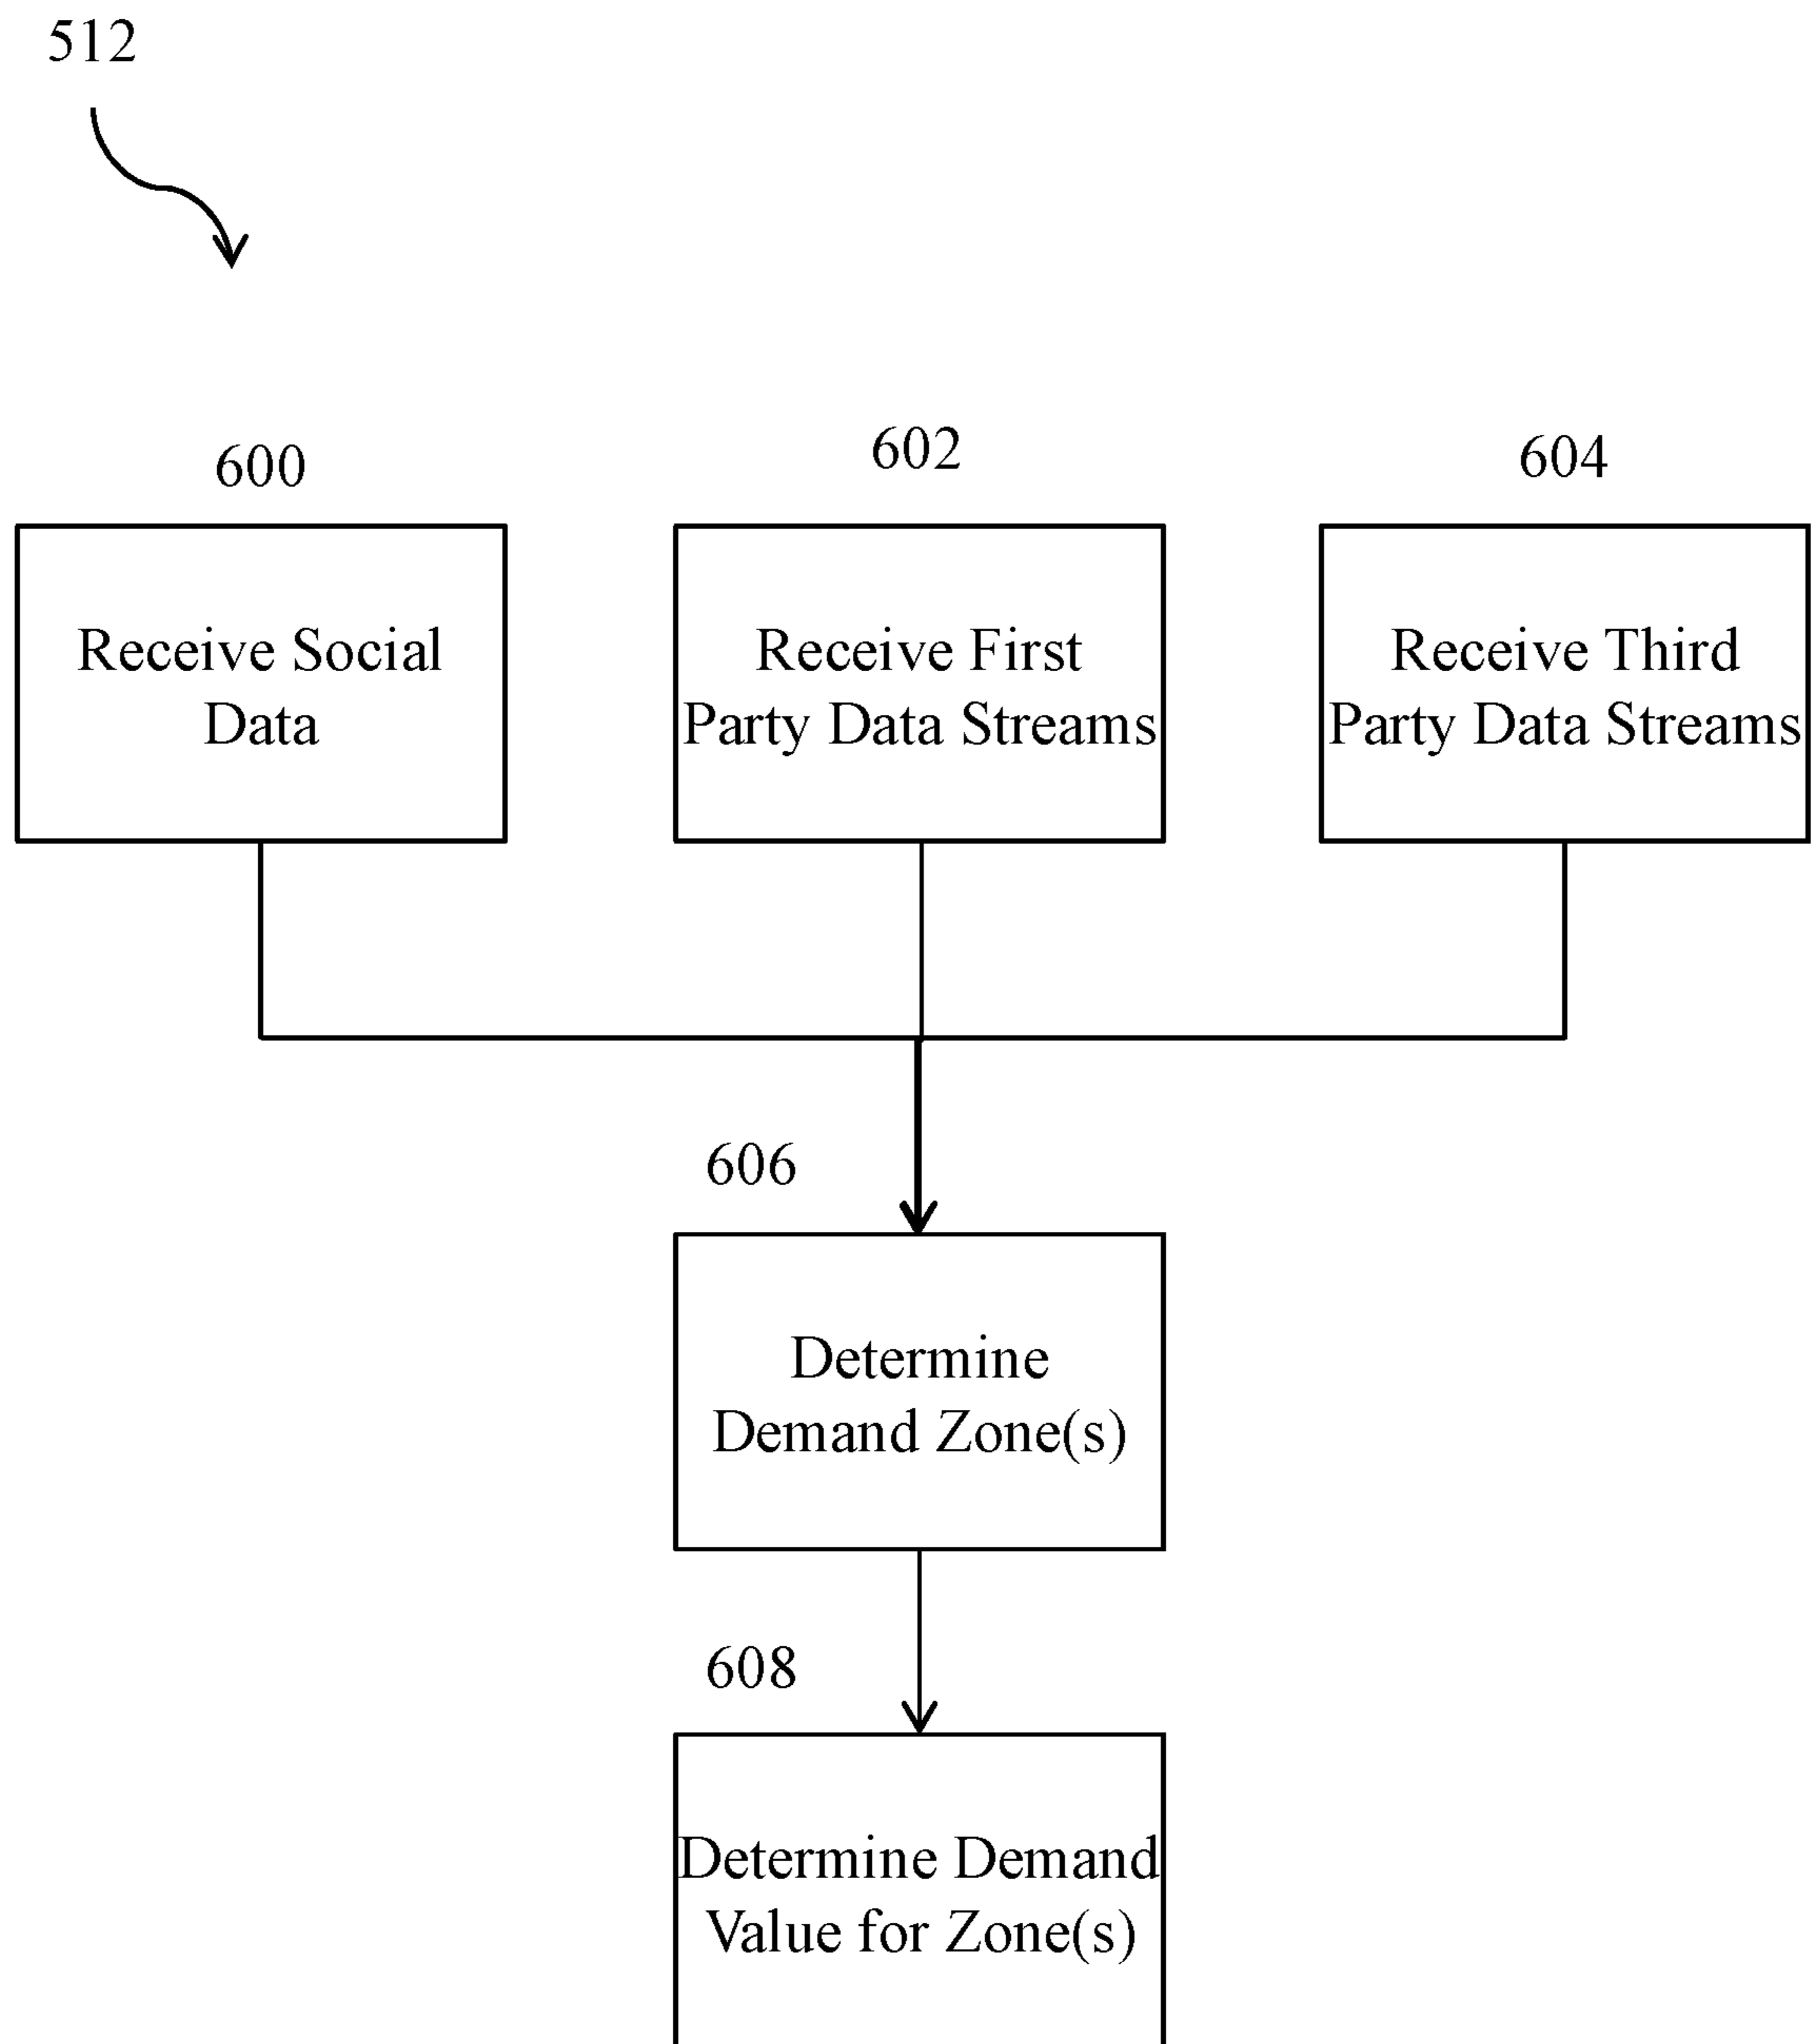 512
600
602
604
Receive Social
Data
Receive First
Party Data Streams
Receive Third
Party Data Streams
606
Determine
Demand Zone(s)
608
Determine Demand
Value for Zone(s)